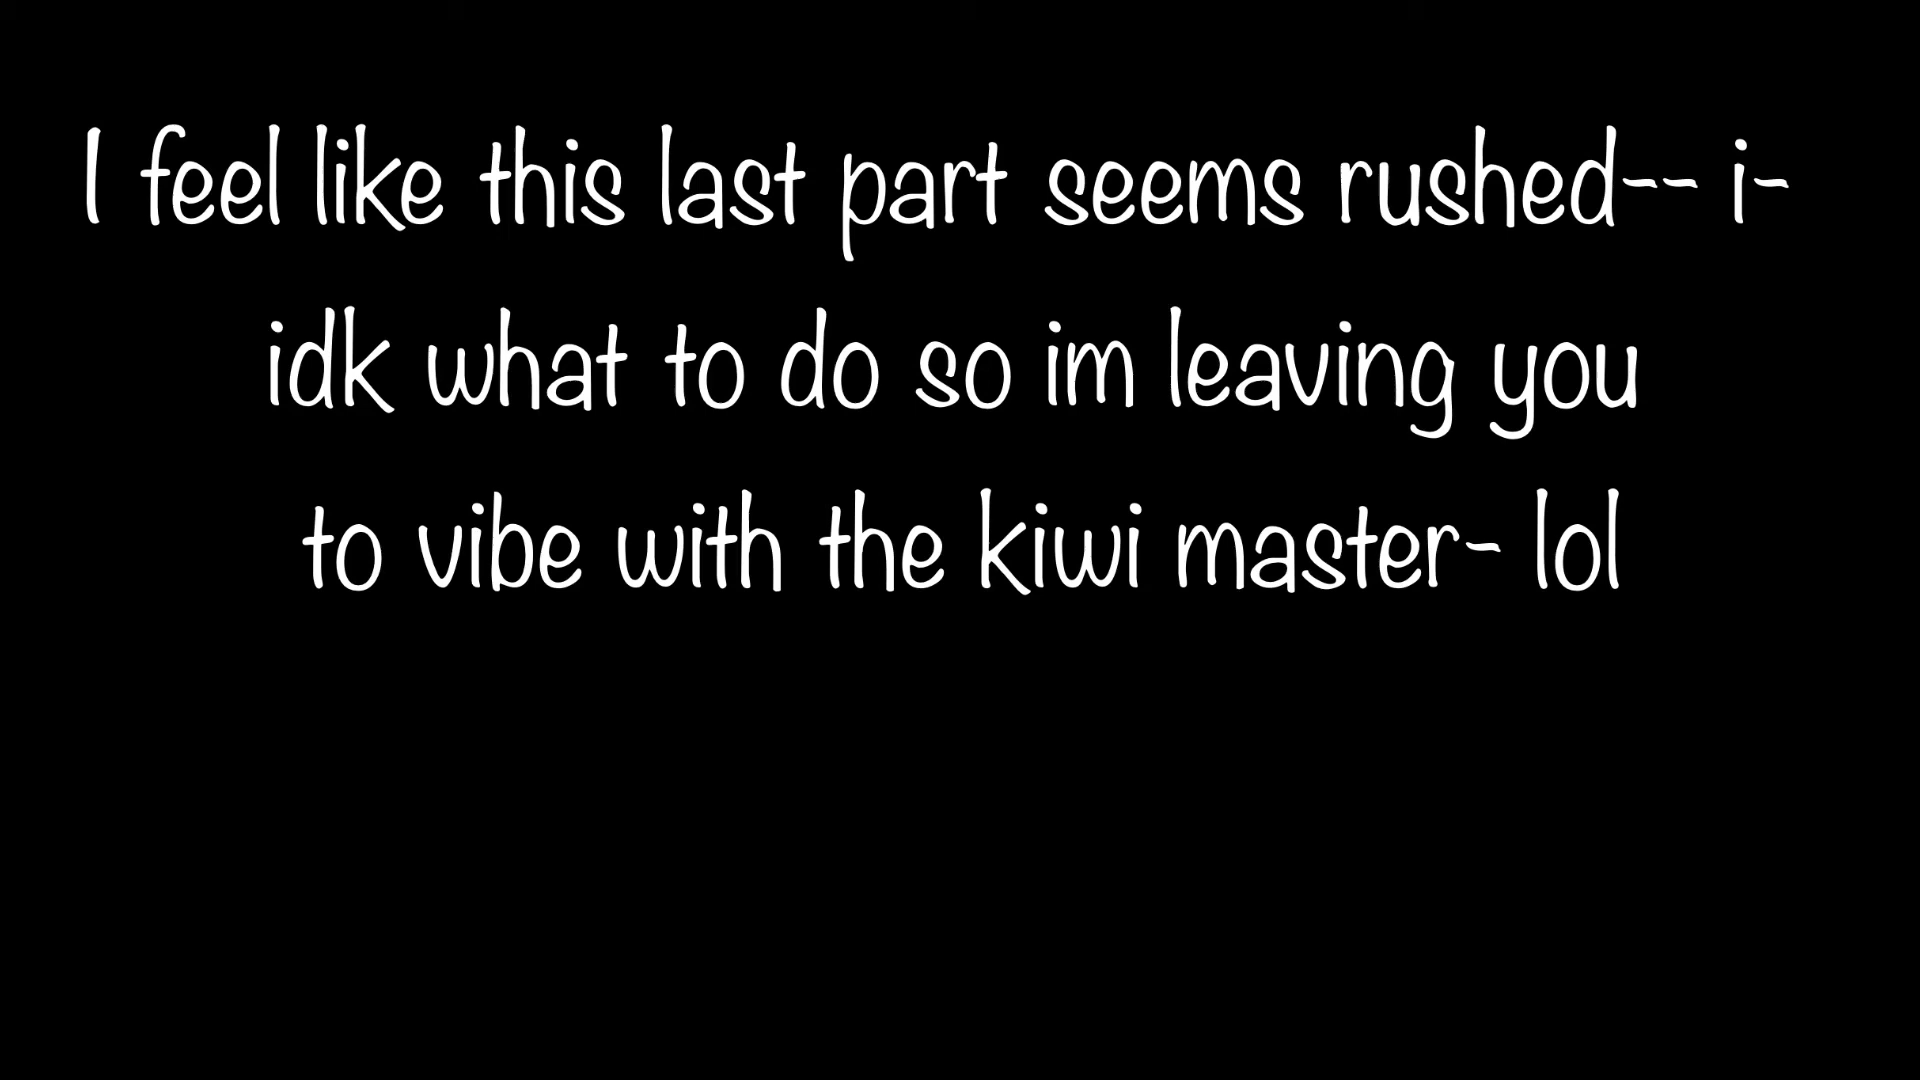 I feel like this last part seems rushed-- i-
idk what to do so im leaving you
to vibe with the kiwi master- lol